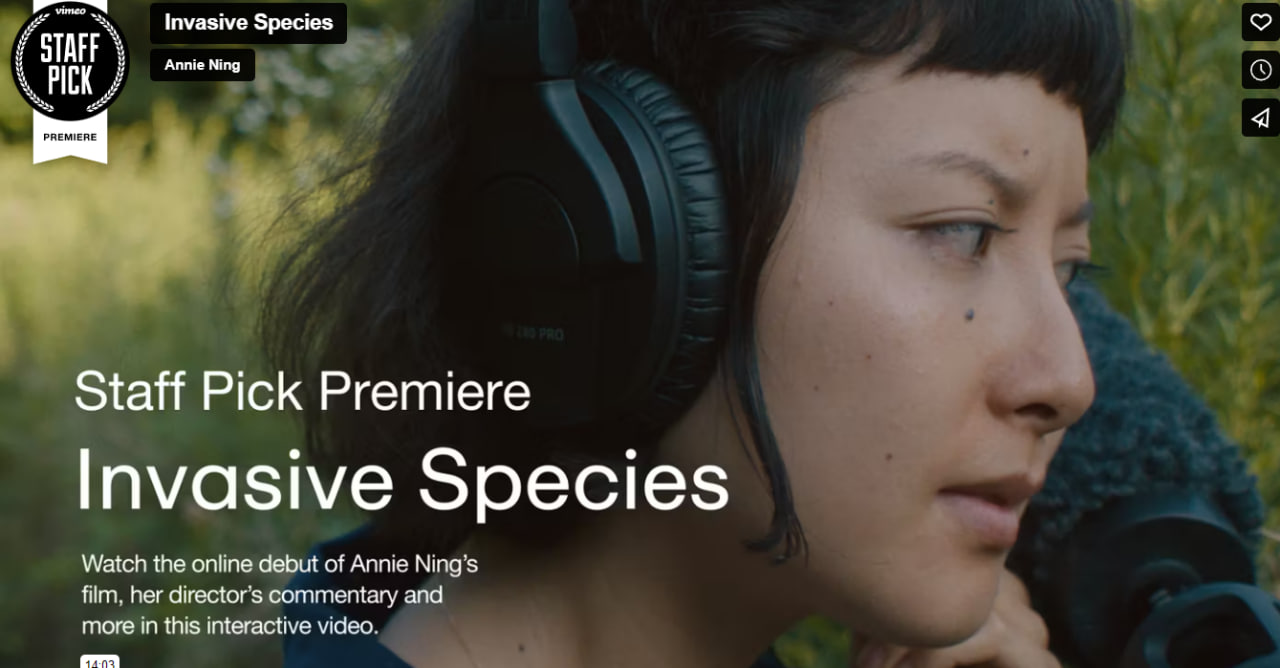 vimeo
STAFF
PICK
PREMIERE
Invasive Species
Annie Ning
280 PRO
Staff Pick Premiere
Invasive Species
Watch the online debut of Annie Ning's
film, her director's commentary and
more in this interactive video.
14:03